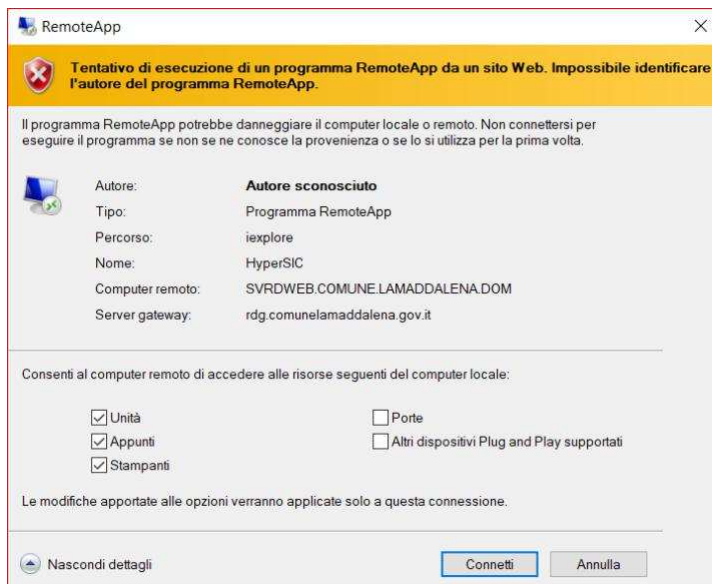 RemoteApp
Tentativo di esecuzione di un programma RemoteApp da un sito Web. Impossibile identificare
l'autore del programma RemoteApp.
Il programma RemoteApp potrebbe danneggiare il computer locale o remoto. Non connettersi per
eseguire il programma se non se ne conosce la provenienza o se lo si utilizza per la prima volta.
Autore: Autore sconosciuto
Tipo: Programma RemoteApp
Percorso: iexplore
Nome: HyperSIC
Computer remoto: SVRDWEB.COMUNE.LAMADDALENA.DOM
Server gateway: rdg.comunelamaddalena.gov.it
Consenti al computer remoto di accedere alle risorse seguenti del computer locale:
Unità Porte
Appunti Altri dispositivi Plug and Play supportati
Stampanti
Le modifiche apportate alle opzioni verranno applicate solo a questa connessione.
Nascondi dettagli Connetti Annulla